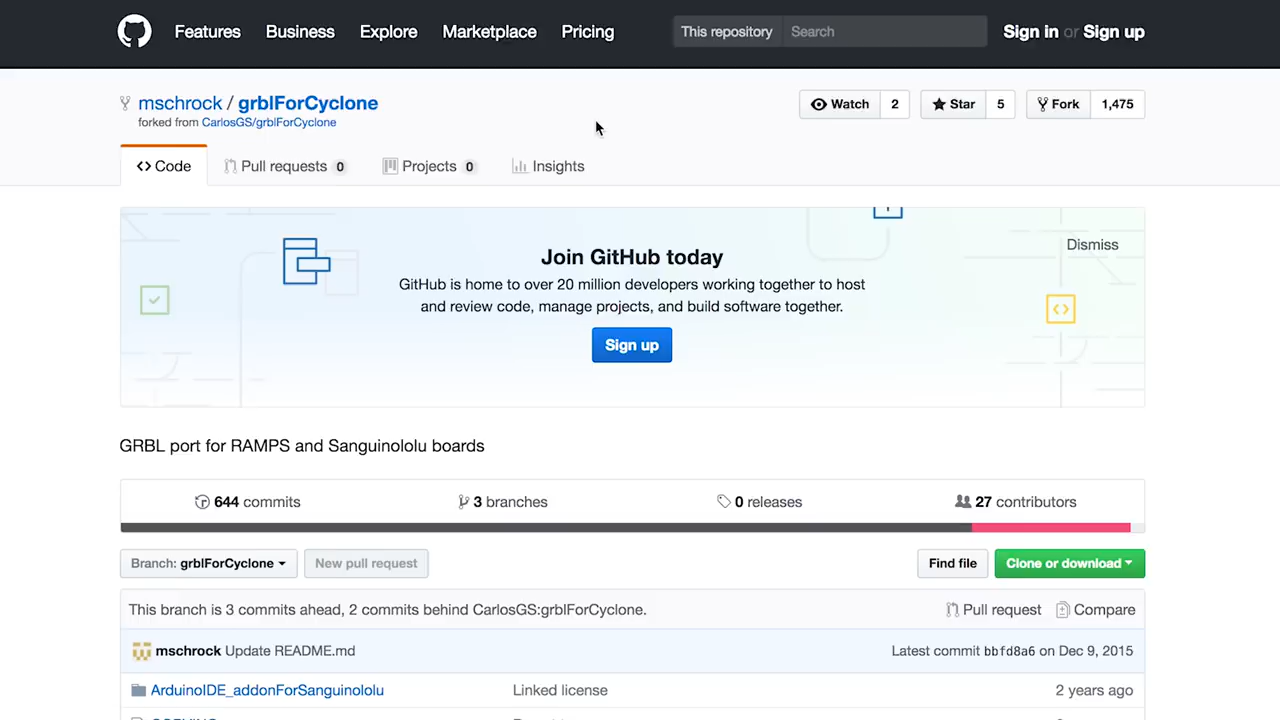 Features Business Explore Marketplace Pricing This repository Search Sign in or Sign up
mschrock / grblForCyclone Watch 2 Star 5 Fork 1,475
forked from CarlosGS/grblForCyclone
<> Code Pull requests 0 Projects 0 Insights
Dismiss
Join GitHub today
GitHub is home to over 20 million developers working together to host
and review code, manage projects, and build software together.
Sign up
GRBL port for RAMPS and Sanguinololu boards
644 commits 3 branches 0 releases 27 contributors
Branch: grblForCyclone New pull request Find file Clone or download
This branch is 3 commits ahead, 2 commits behind CarlosGS:grblForCyclone. Pull request Compare
mschrock Update README.md Latest commit bbfd8a6 on Dec 9, 2015
ArduinoIDE_addonForSanguinololu Linked license 2 years ago